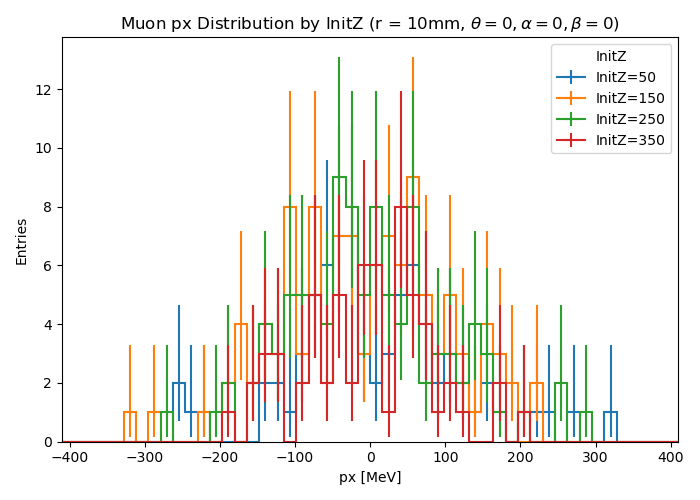 Muon px Distribution by InitZ (r = 10mm, θ = 0, α = 0, β = 0)
InitZ
InitZ=50
InitZ=150
InitZ=250
InitZ=350
Entries
12
10
8
6
4
2
0
−400 −300 −200 −100 0 100 200 300 400
px [MeV]